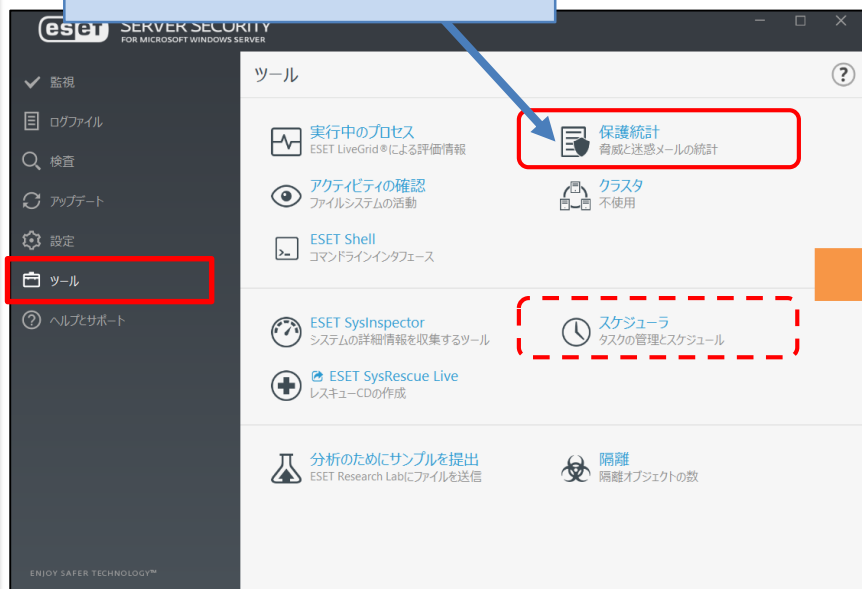 eset SERVER SECURITY
FOR MICROSOFT WINDOWS SERVER
監視
ログファイル
検査
アップデート
設定
ツール
ヘルプとサポート
ENJOY SAFER TECHNOLOGY™
ツール
?
実行中のプロセス
ESET LiveGrid®による評価情報
保護統計
脅威と迷惑メールの統計
アクティビティの確認
ファイルシステムの活動
クラスタ
不使用
ESET Shell
コマンドラインインタフェース
ESET SysInspector
システムの詳細情報を収集するツール
スケジューラ
タスクの管理とスケジュール
ESET SysRescue Live
レスキューCDの作成
分析のためにサンプルを提出
ESET Research Labにファイルを送信
隔離
隔離オブジェクトの数